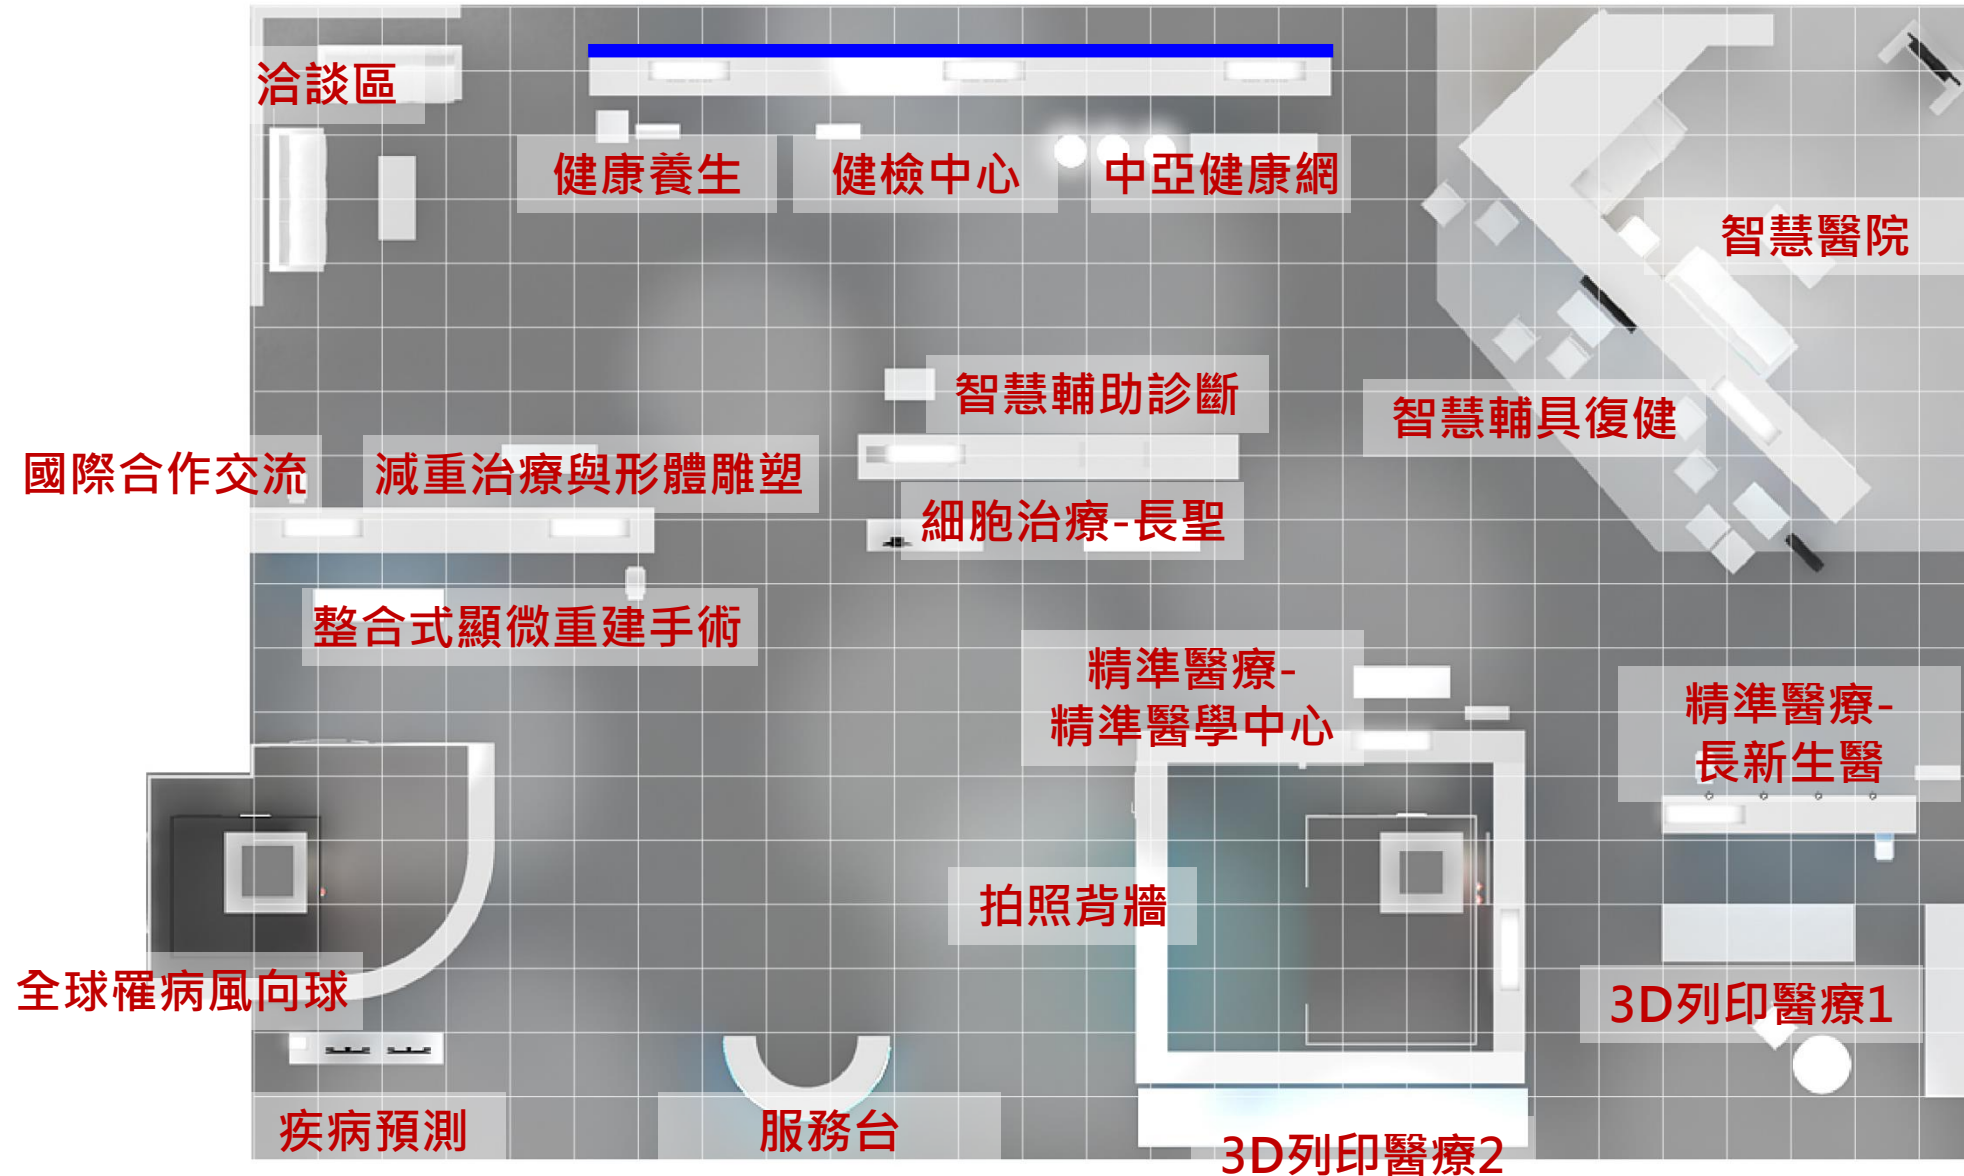 洽談區
健康養生
健檢中心
中亞健康網
智慧醫院
智慧輔助診斷
智慧輔具復健
國際合作交流
減重治療與形體雕塑
細胞治療-長聖
整合式顯微重建手術
精準醫療-
精準醫學中心
精準醫療-
長新生醫
拍照背牆
全球罹病風向球
3D列印醫療1
疾病預測
服務台
3D列印醫療2